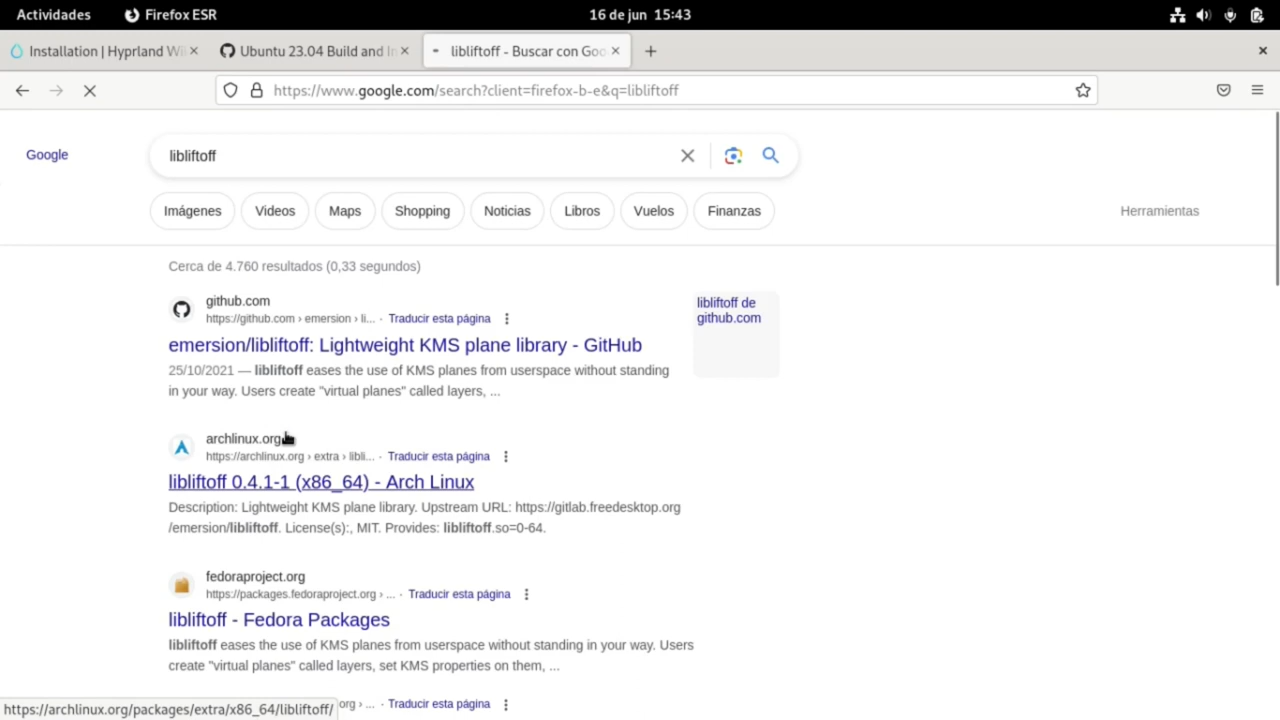 Actividades Firefox ESR 16 de jun 15:43
Installation | Hyprland Wi Ubuntu 23.04 Build and In libliftoff - Buscar con Goo
https://www.google.com/search?client=firefox-b-e&q=libliftoff
Google libliftoff
Imágenes Videos Maps Shopping Noticias Libros Vuelos Finanzas Herramientas
Cerca de 4.760 resultados (0,33 segundos)
github.com
https://github.com › emersion › li... · Traducir esta página
emersion/libliftoff: Lightweight KMS plane library - GitHub
25/10/2021 — libliftoff eases the use of KMS planes from userspace without standing
in your way. Users create "virtual planes" called layers, ...
libliftoff de
github.com
archlinux.org
https://archlinux.org › extra › libli... · Traducir esta página
libliftoff 0.4.1-1 (x86_64) - Arch Linux
Description: Lightweight KMS plane library. Upstream URL: https://gitlab.freedesktop.org
/emersion/libliftoff. License(s):, MIT. Provides: libliftoff.so=0-64.
fedoraproject.org
https://packages.fedoraproject.org › ... · Traducir esta página
libliftoff - Fedora Packages
libliftoff eases the use of KMS planes from userspace without standing in your way. Users
create "virtual planes" called layers, set KMS properties on them, ...
org › ... · Traducir esta página
https://archlinux.org/packages/extra/x86_64/libliftoff/